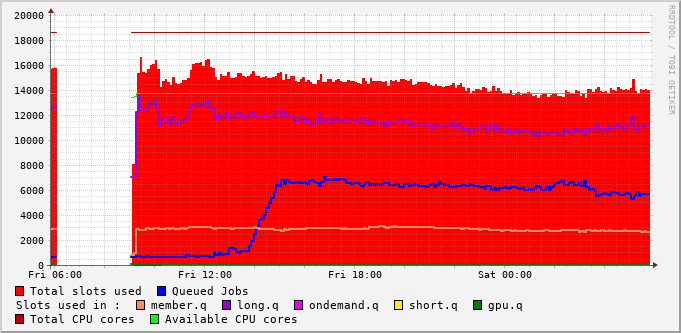 20000
18000
16000
14000
12000
10000
8000
6000
4000
2000
0
Fri 06:00 Fri 12:00 Fri 18:00 Sat 00:00
Total slots used Queued Jobs
Slots used in : member.q long.q ondemand.q short.q gpu.q
Total CPU cores Available CPU cores
RRDTOOL / TOBI OETIKER